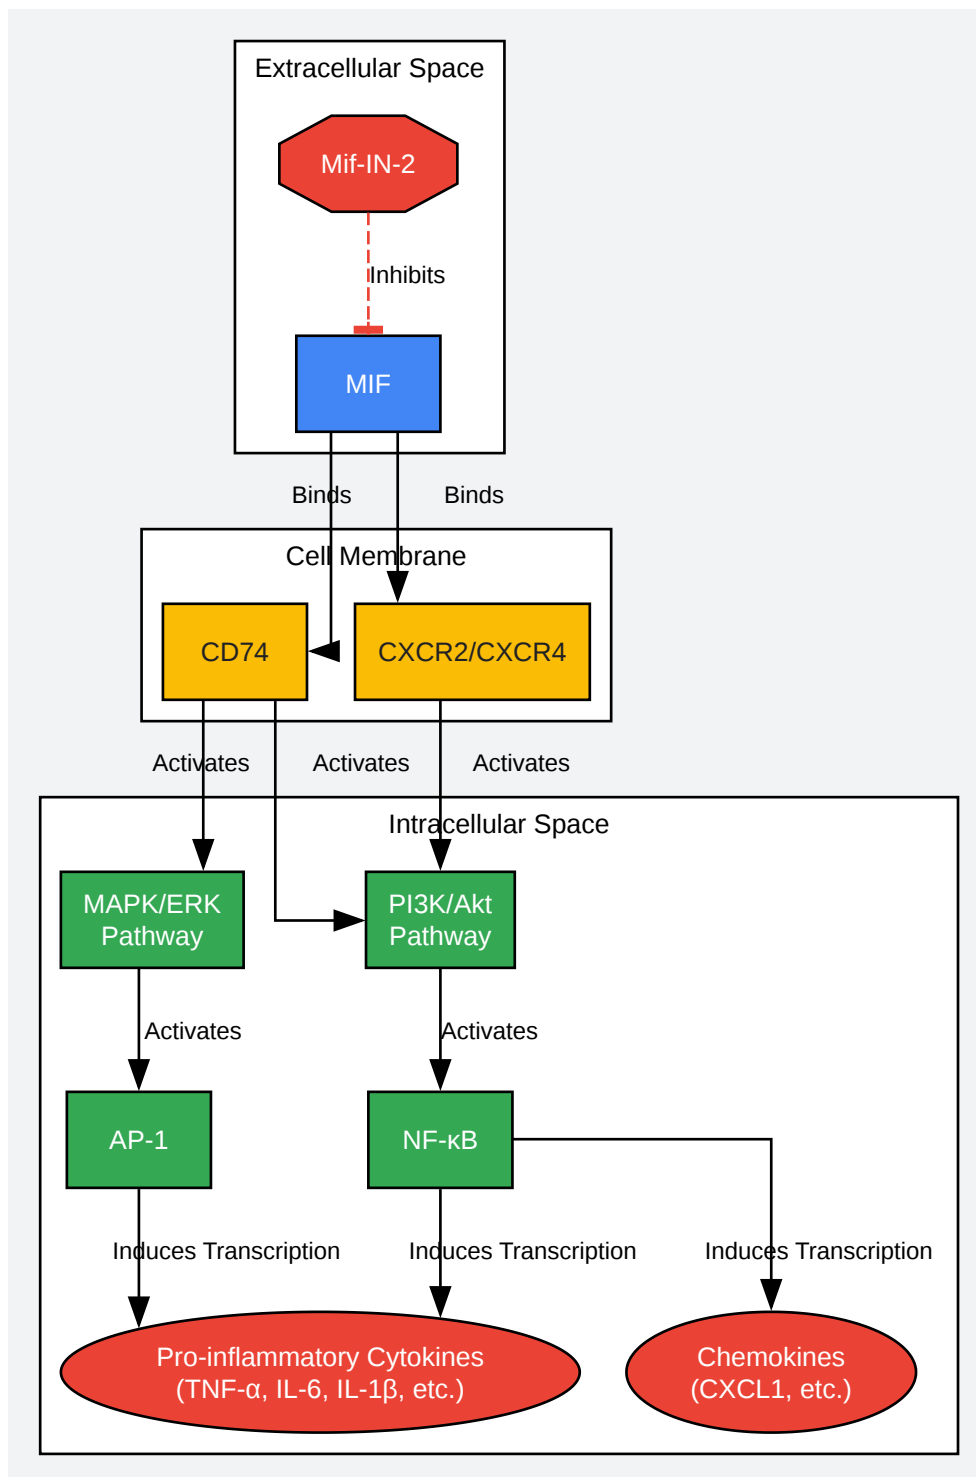 Extracellular Space
Mif-IN-2
Inhibits
MIF
Binds
Binds
Cell Membrane
CD74
CXCR2/CXCR4
Activates
Activates
Activates
Intracellular Space
MAPK/ERK
Pathway
PI3K/Akt
Pathway
Activates
Activates
AP-1
NF-κB
Induces Transcription
Induces Transcription
Induces Transcription
Pro-inflammatory Cytokines
(TNF-α, IL-6, IL-1β, etc.)
Chemokines
(CXCL1, etc.)